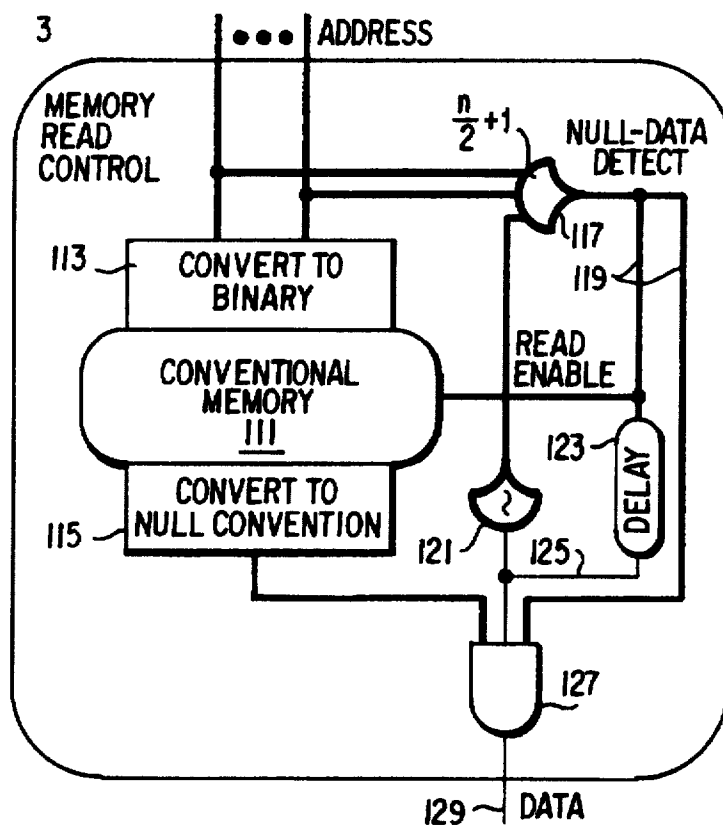 3
ADDRESS
MEMORY
READ
CONTROL
n/2 +1
NULL-DATA
DETECT
117
119
113
CONVERT TO
BINARY
READ
ENABLE
CONVENTIONAL
MEMORY
111
123
DELAY
CONVERT TO
NULL CONVENTION
115
~
121
125
127
129
DATA